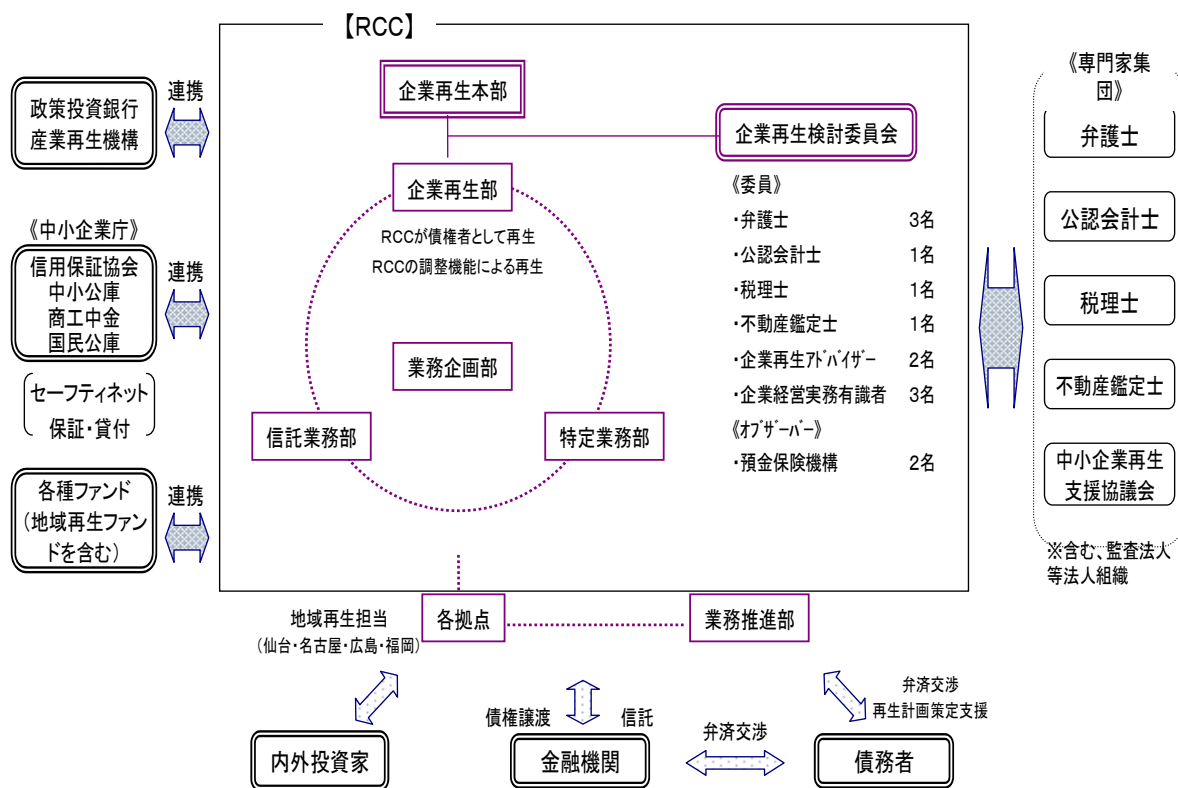 【RCC】
企業再生本部
企業再生検討委員会
企業再生部
RCCが債権者として再生
RCCの調整機能による再生
業務企画部
信託業務部
特定業務部
《委員》
・弁護士 3名
・公認会計士 1名
・税理士 1名
・不動産鑑定士 1名
・企業再生ｱﾄﾞﾊﾞｲｻﾞｰ 2名
・企業経営実務有識者 3名
《ｵﾌﾞｻﾞｰﾊﾞｰ》
・預金保険機構 2名
政策投資銀行
産業再生機構
連携
《中小企業庁》
信用保証協会
中小公庫
商工中金
国民公庫
連携
セーフティネット
保証・貸付
各種ファンド
(地域再生ファン
ドを含む)
連携
《専門家集
団》
弁護士
公認会計士
税理士
不動産鑑定士
中小企業再生
支援協議会
※含む、監査法人
等法人組織
地域再生担当
(仙台・名古屋・広島・福岡)
各拠点
業務推進部
債権譲渡
信託
弁済交渉
弁済交渉
再生計画策定支援
内外投資家
金融機関
債務者